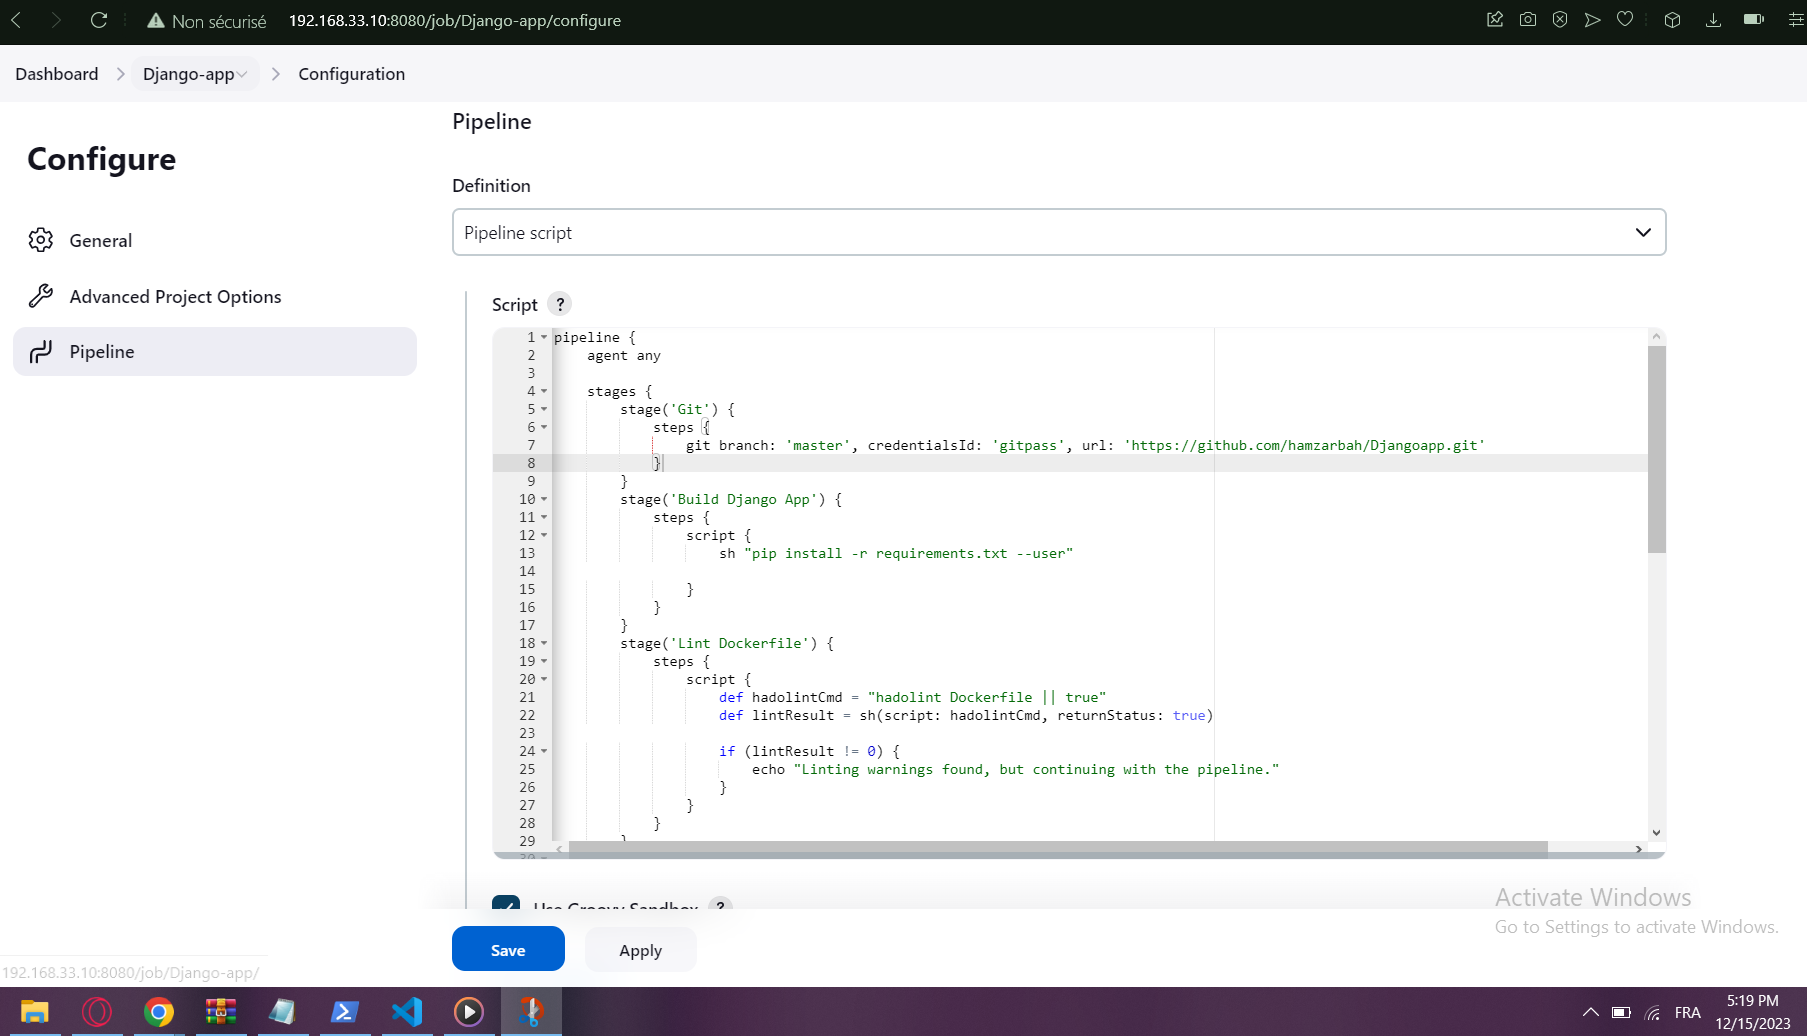 Non sécurisé 192.168.33.10:8080/job/Django-app/configure
Dashboard Django-app Configuration
Pipeline
Configure
Definition
General
Pipeline script
Advanced Project Options
Script ?
Pipeline
1 pipeline {
2 agent any
3
4 stages {
5 stage('Git') {
6 steps {
7 git branch: 'master', credentialsId: 'gitpass', url: 'https://github.com/hamzarbah/Djangoapp.git'
8 }
9 }
10 stage('Build Django App') {
11 steps {
12 script {
13 sh "pip install -r requirements.txt --user"
14
15 }
16 }
17 }
18 stage('Lint Dockerfile') {
19 steps {
20 script {
21 def hadolintCmd = "hadolint Dockerfile || true"
22 def lintResult = sh(script: hadolintCmd, returnStatus: true)
23
24 if (lintResult != 0) {
25 echo "Linting warnings found, but continuing with the pipeline."
26 }
27 }
28 }
29 }
30
Use Groovy Sandbox ?
Activate Windows
Go to Settings to activate Windows.
Save Apply
192.168.33.10:8080/job/Django-app/
FRA
5:19 PM
12/15/2023